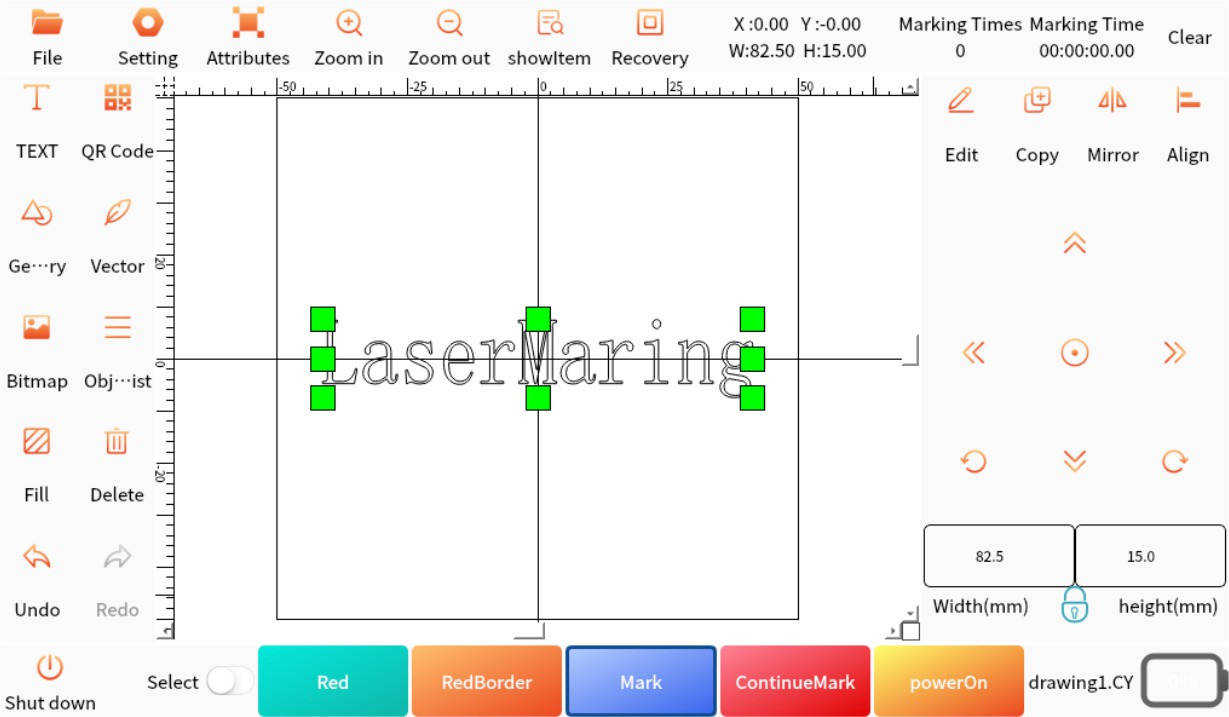 File
Setting
Attributes
Zoom in
Zoom out
showItem
Recovery
X :0.00 Y :-0.00
W:82.50 H:15.00
Marking Times
0
Marking Time
00:00:00.00
Clear
TEXT
QR Code
Ge···ry
Vector
Bitmap
Obj···ist
Fill
Delete
Undo
Redo
-50
-25
0
25
50
20
0
-20
LaserMaring
Edit
Copy
Mirror
Align
82.5
15.0
Width(mm)
height(mm)
Shut down
Select
Red
RedBorder
Mark
ContinueMark
powerOn
drawing1.CY